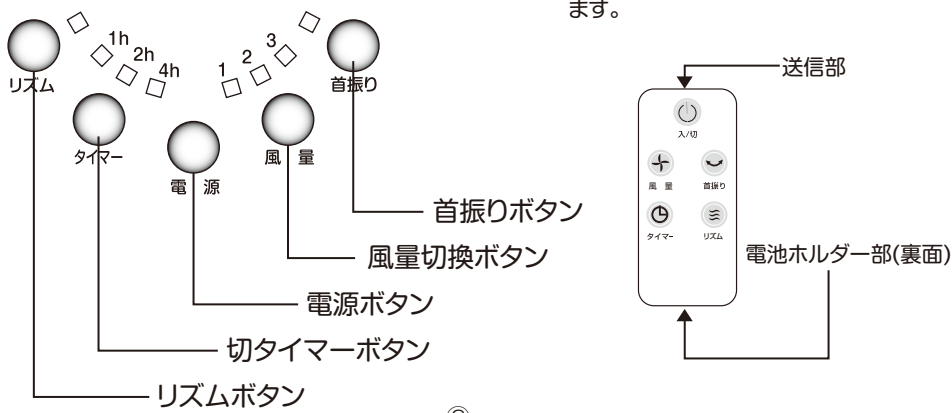 ます。
1h
2h
4h
1
2
3
リズム
首振り
タイマー
風 量
電 源
首振りボタン
風量切換ボタン
電源ボタン
切タイマーボタン
リズムボタン
送信部
入/切
風 量
首振り
タイマー
リズム
電池ホルダー部(裏面)